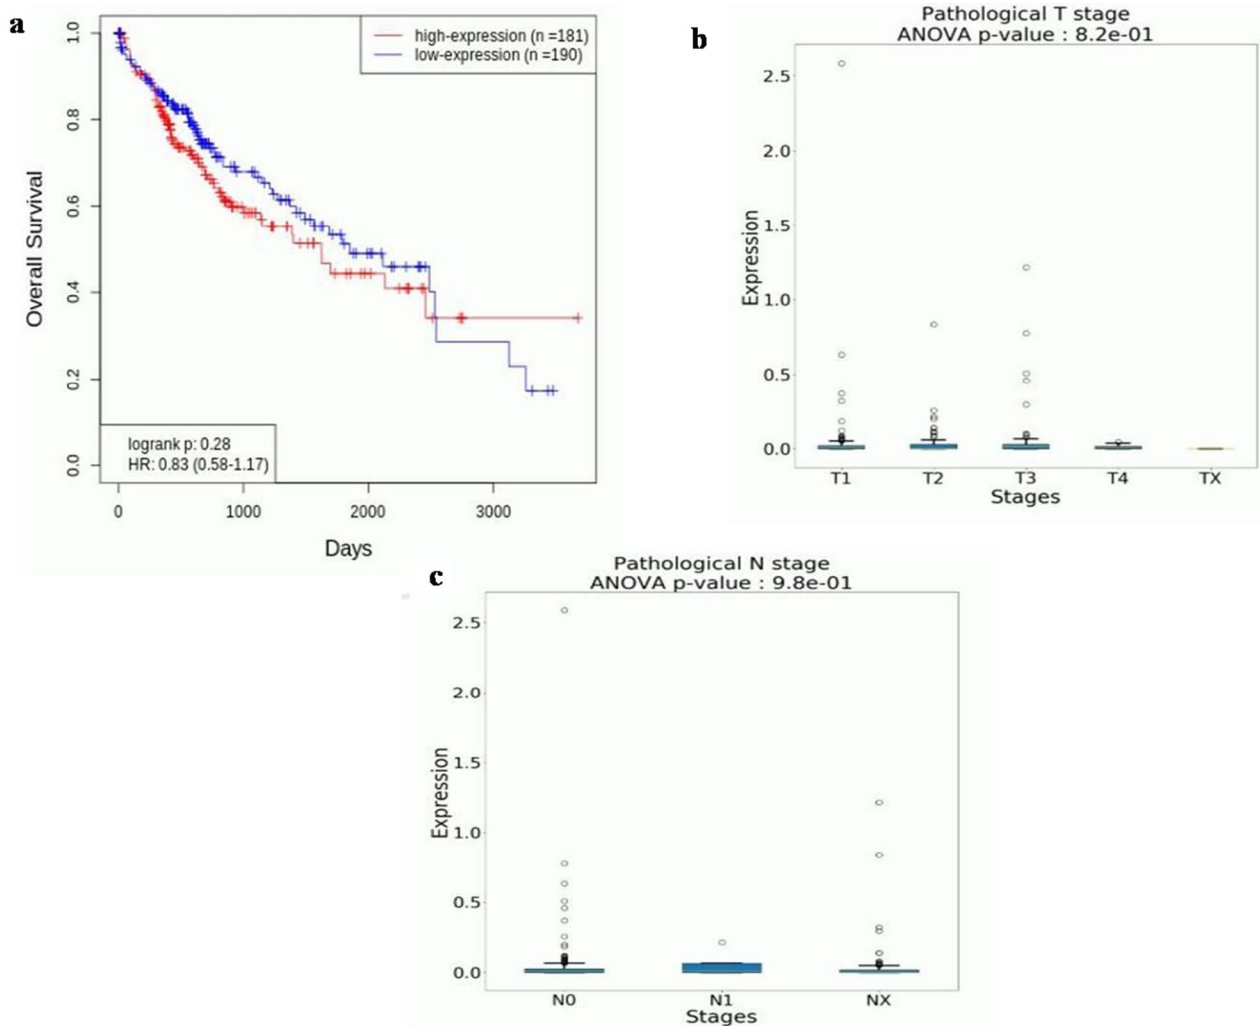 a
high-expression (n =181)
low-expression (n =190)
1.0
0.8
0.6
0.4
0.2
0.0
Overall Survival
logrank p: 0.28
HR: 0.83 (0.58-1.17)
0 1000 2000 3000
Days
b
Pathological T stage
ANOVA p-value : 8.2e-01
2.5
2.0
1.5
1.0
0.5
0.0
Expression
T1 T2 T3 T4 TX
Stages
c
Pathological N stage
ANOVA p-value : 9.8e-01
2.5
2.0
1.5
1.0
0.5
0.0
Expression
N0 N1 NX
Stages